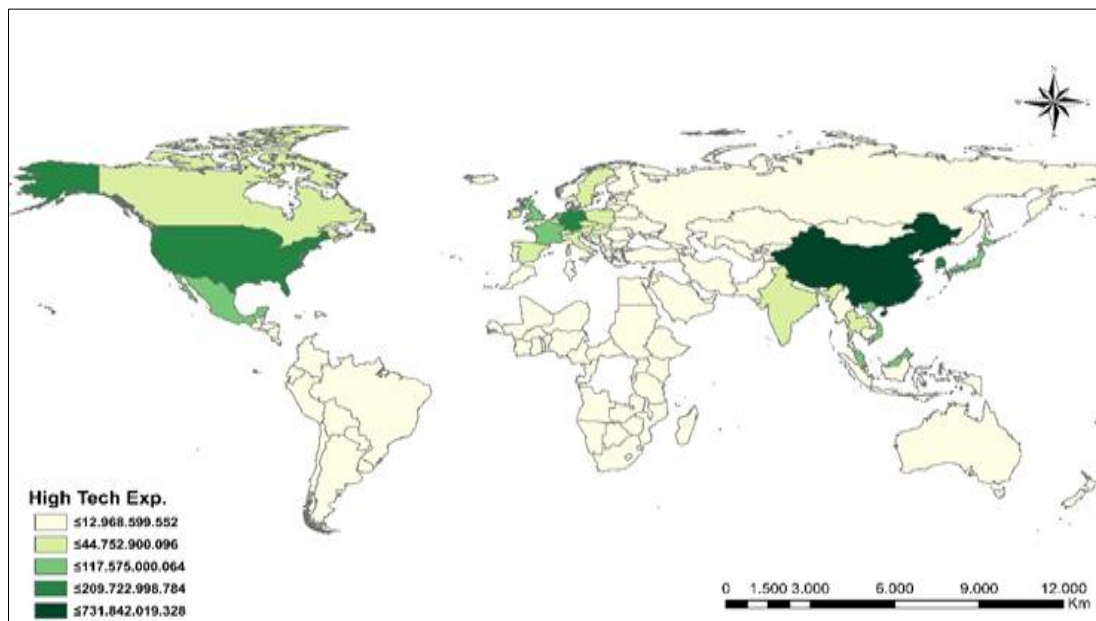 N
W
E
S
High Tech Exp.
≤12.968.599.552
≤44.752.900.096
≤117.575.000.064
≤209.722.998.784
≤731.842.019.328
0 1.500 3.000 6.000 9.000 12.000
Km